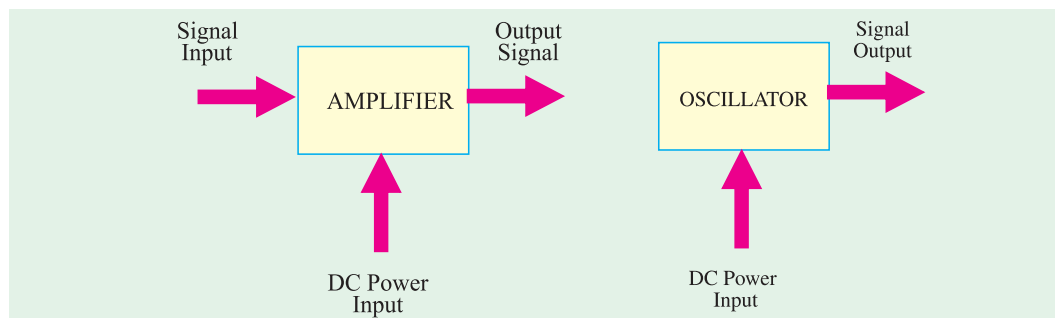 Signal
Input
Output
Signal
AMPLIFIER
DC Power
Input
Signal
Output
OSCILLATOR
DC Power
Input